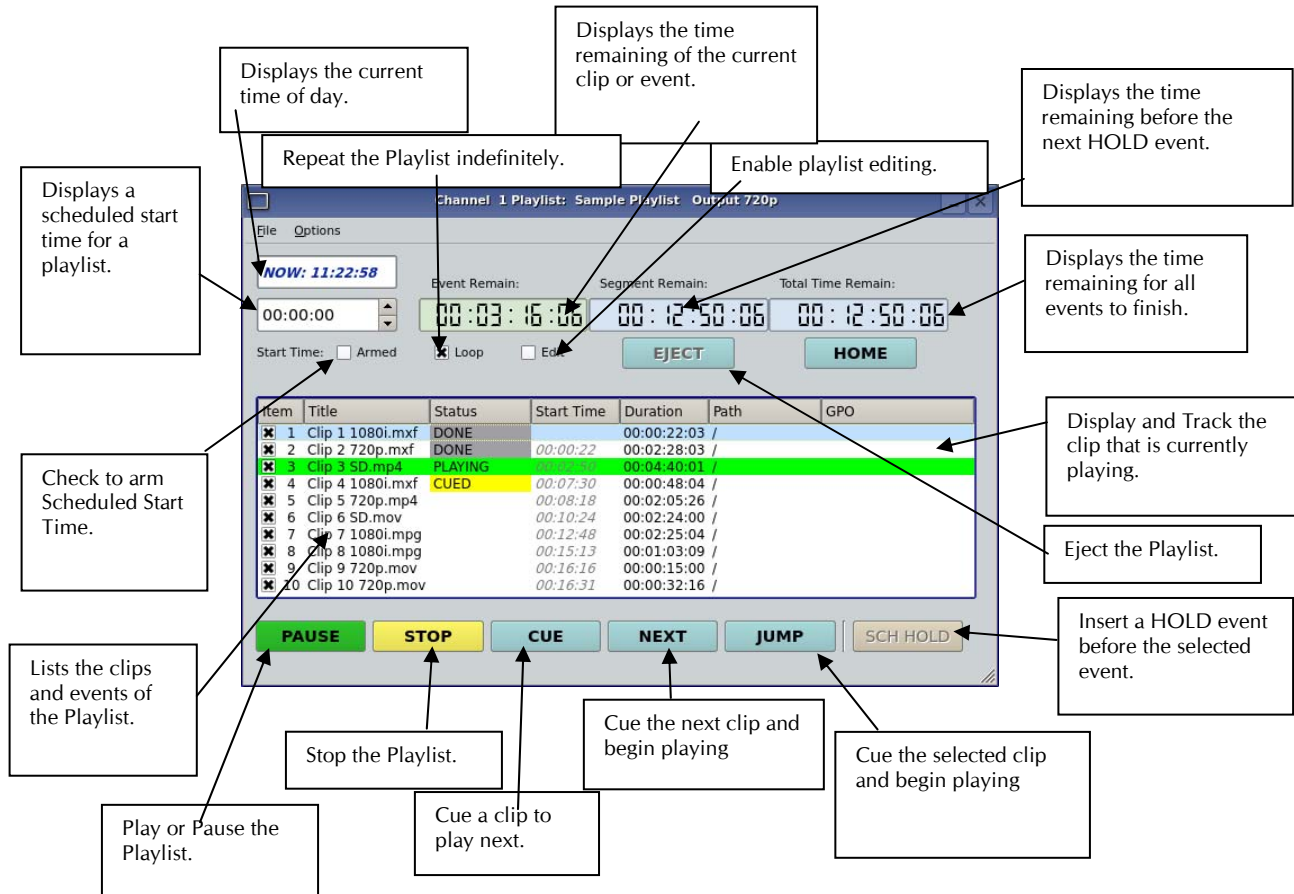 Displays the time
remaining of the current
clip or event.
Displays the current
time of day.
Displays the time
remaining before the
next HOLD event.
Repeat the Playlist indefinitely.
Enable playlist editing.
Displays a
scheduled start
time for a
playlist.
Channel 1 Playlist: Sample Playlist Output 720p
File Options
NOW: 11:22:58
Event Remain: Segment Remain: Total Time Remain:
00:00:00 00:03:16:06 00:12:50:06 00:12:50:06
Start Time: Armed Loop Edit EJECT HOME
Displays the time
remaining for all
events to finish.
Item Title Status Start Time Duration Path GPO
1 Clip 1 1080i.mxf DONE 00:00:22:03 /
2 Clip 2 720p.mxf DONE 00:00:22 00:02:28:03 /
3 Clip 3 SD.mp4 PLAYING 00:02:50 00:04:40:01 /
4 Clip 4 1080i.mxf CUED 00:07:30 00:00:48:04 /
5 Clip 5 720p.mp4 00:08:18 00:02:05:26 /
6 Clip 6 SD.mov 00:10:24 00:02:24:00 /
7 Clip 7 1080i.mpg 00:12:48 00:02:25:04 /
8 Clip 8 1080i.mpg 00:15:13 00:01:03:09 /
9 Clip 9 720p.mov 00:16:16 00:00:15:00 /
10 Clip 10 720p.mov 00:16:31 00:00:32:16 /
Display and Track the
clip that is currently
playing.
Check to arm
Scheduled Start
Time.
Eject the Playlist.
PAUSE STOP CUE NEXT JUMP SCH HOLD
Insert a HOLD event
before the selected
event.
Lists the clips
and events of
the Playlist.
Stop the Playlist.
Cue the next clip and
begin playing
Cue the selected clip
and begin playing
Cue a clip to
play next.
Play or Pause the
Playlist.